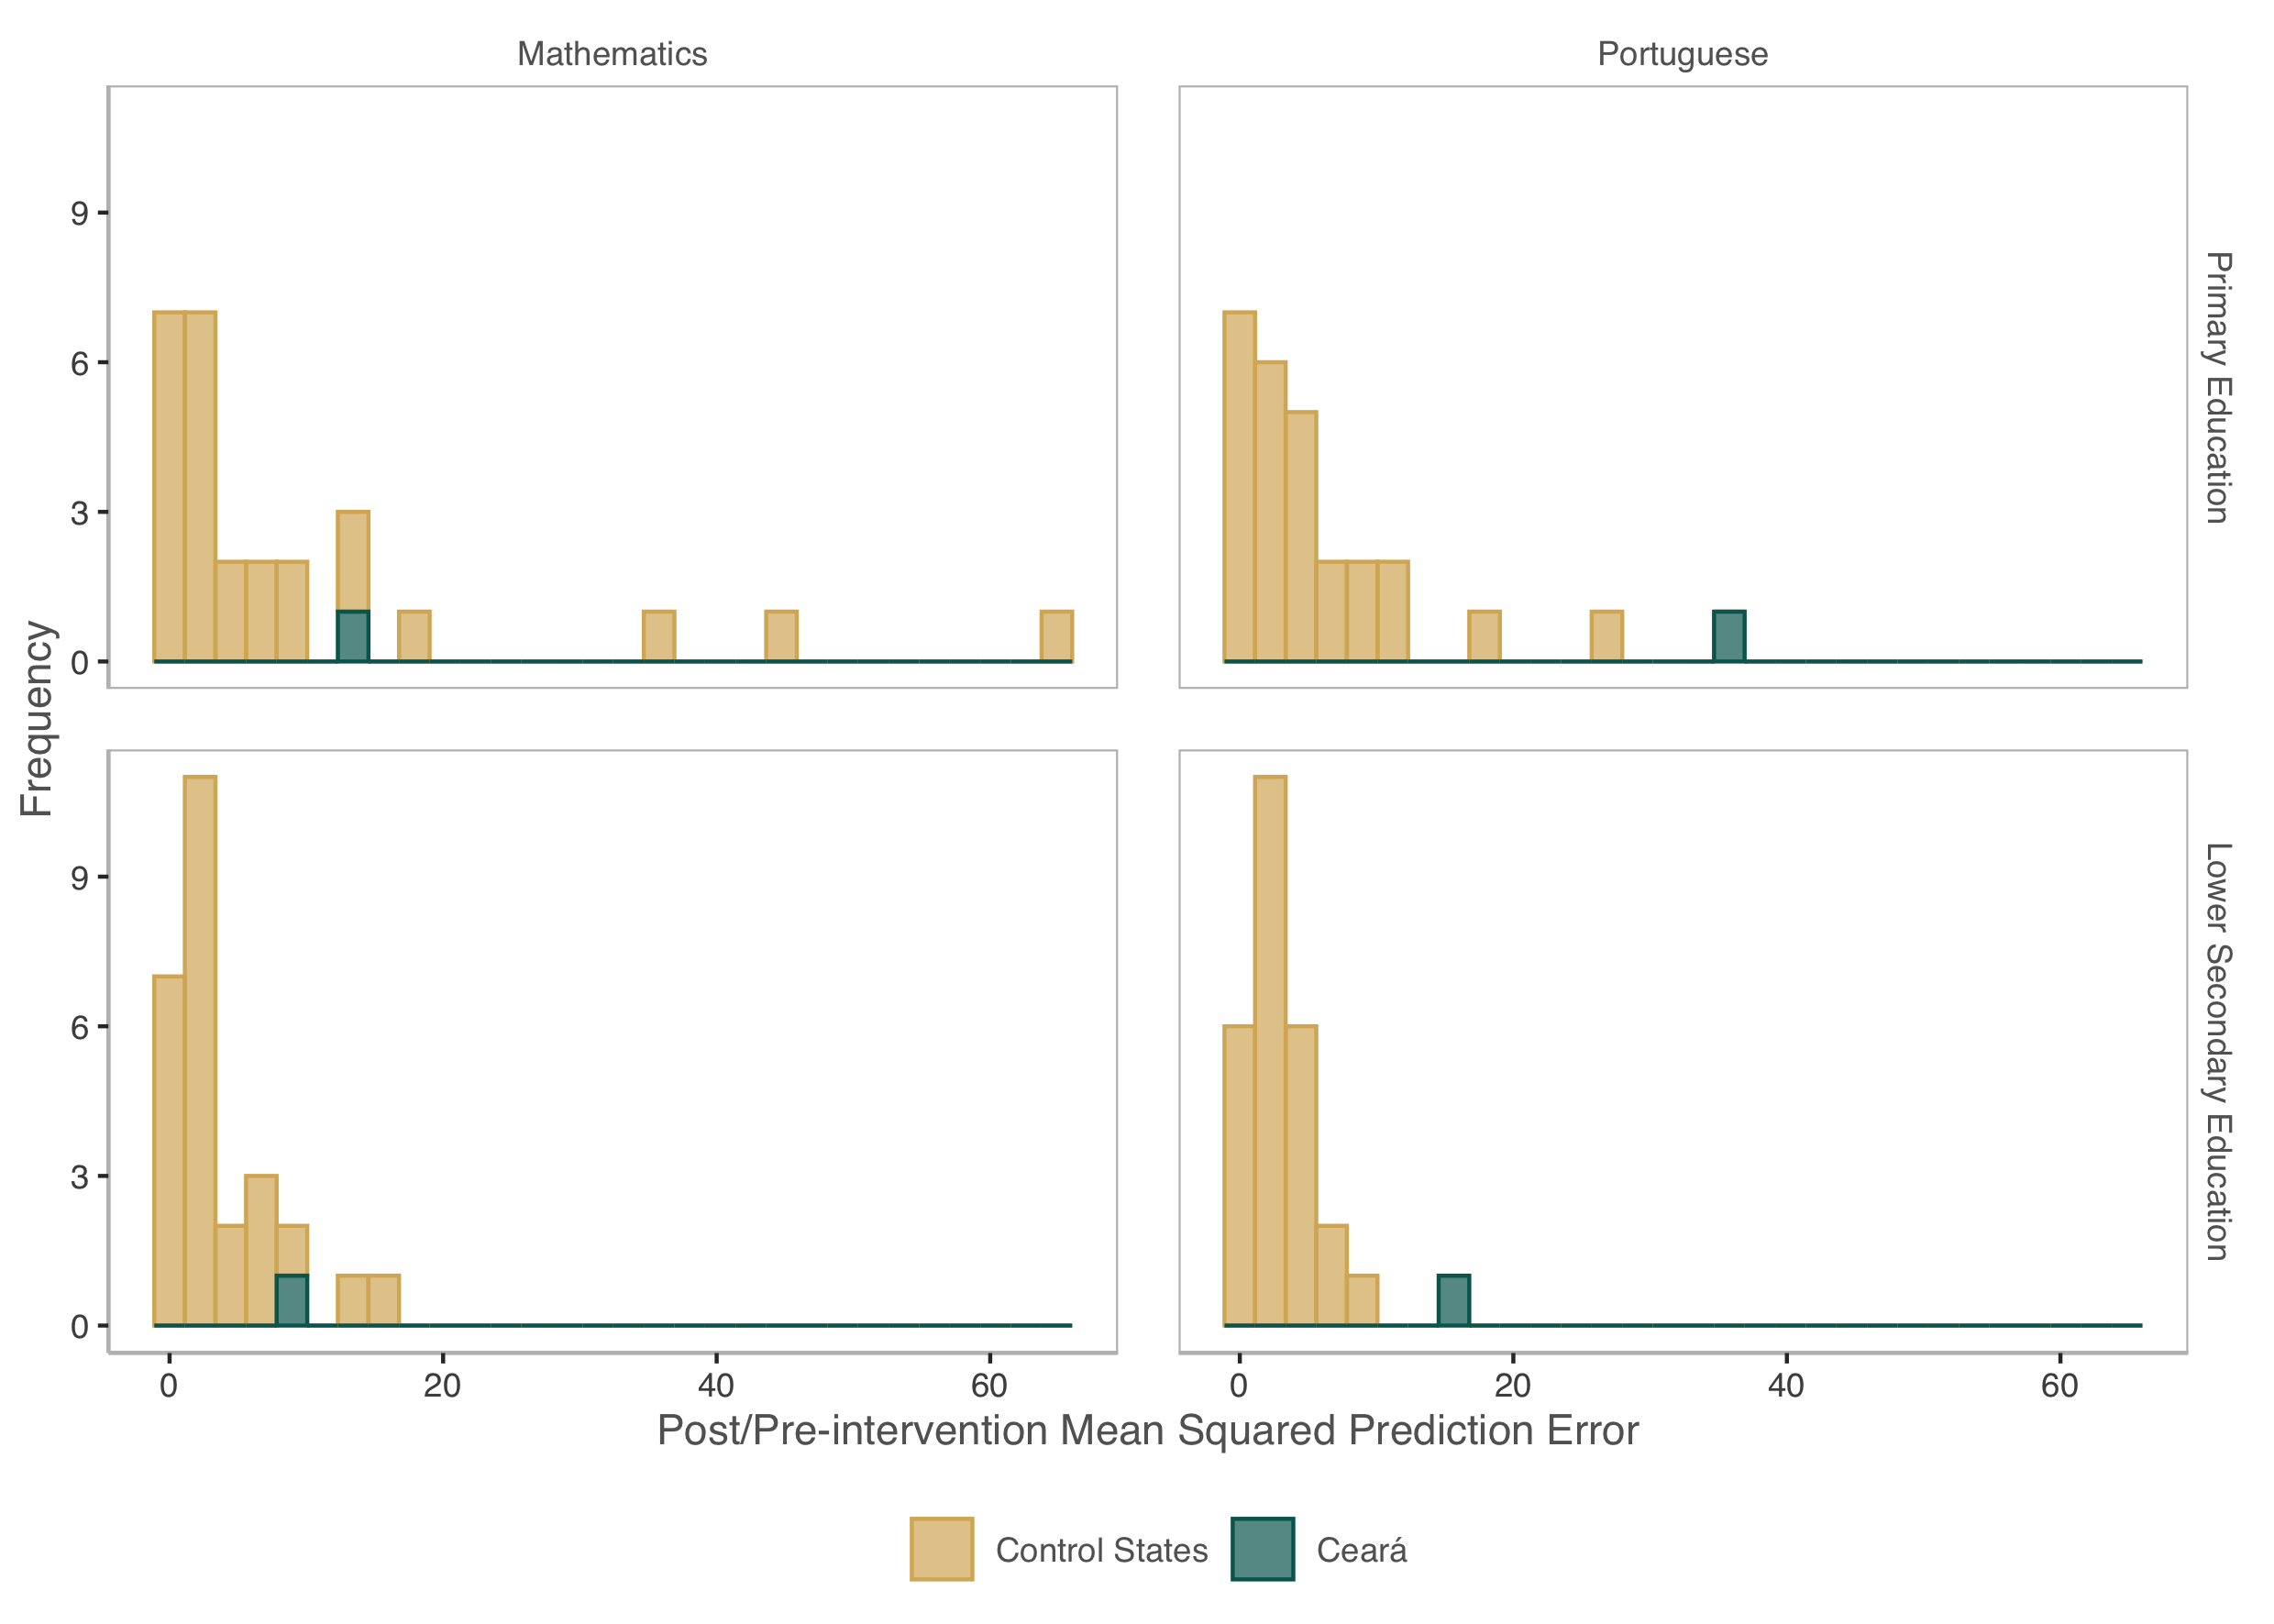 Mathematics
Portuguese
9
6
3
0
Primary Education
Frequency
9
6
3
0
Lower Secondary Education
0
20
40
60
0
20
40
60
Post/Pre-intervention Mean Squared Prediction Error
Control States
Ceará